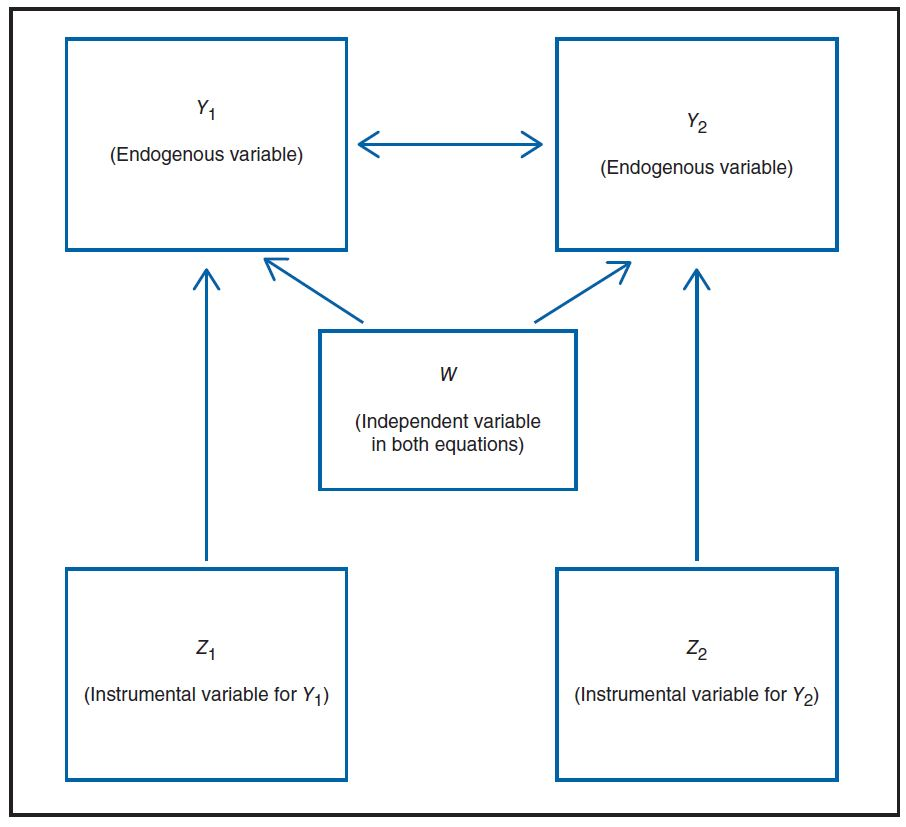 Y₁
(Endogenous variable)
Y₂
(Endogenous variable)
W
(Independent variable
in both equations)
Z₁
(Instrumental variable for Y₁)
Z₂
(Instrumental variable for Y₂)